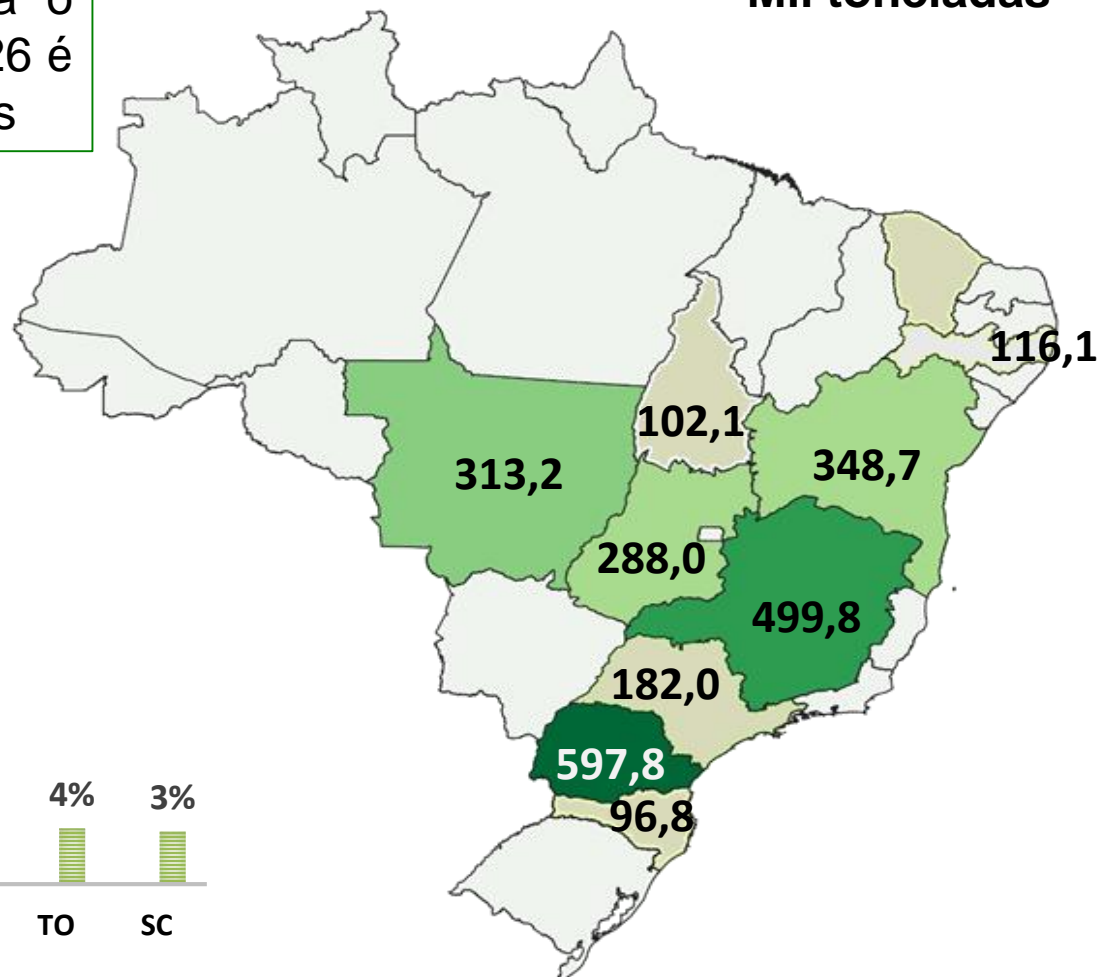 26 é
s
Mil toneladas
116,1
102,1
348,7
313,2
288,0
499,8
182,0
597,8
96,8
4% 3%
TO SC